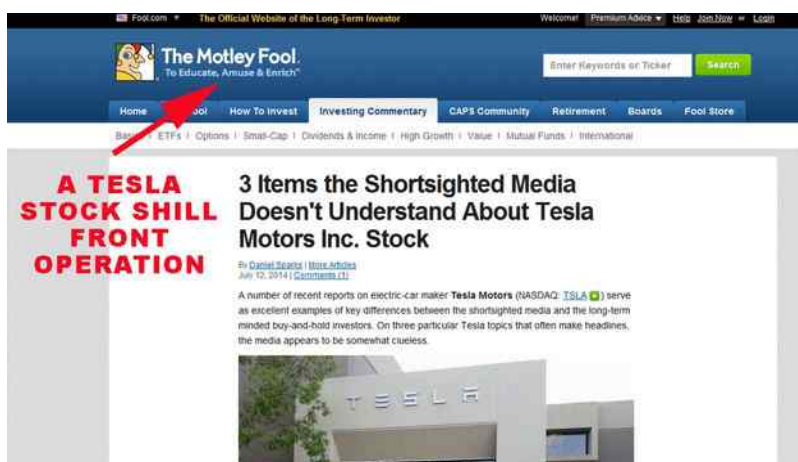 Fool.com The Official Website of the Long-Term Investor Welcome! Premium Advice Help Join Now or Login
The Motley Fool.
To Educate, Amuse & Enrich
Enter Keywords or Ticker Search
Home How To Invest Investing Commentary CAPS Community Retirement Boards Fool Store
ETFs | Options | Small-Cap | Dividends & Income | High Growth | Value | Mutual Funds | International
A TESLA
STOCK SHILL
FRONT
OPERATION
3 Items the Shortsighted Media
Doesn't Understand About Tesla
Motors Inc. Stock
By Daniel Sparks | More Articles
July 12, 2014 | Comments (1)
A number of recent reports on electric-car maker Tesla Motors (NASDAQ: TSLA) serve
as excellent examples of key differences between the shortsighted media and the long-term
minded buy-and-hold investors. On three particular Tesla topics that often make headlines,
the media appears to be somewhat clueless.
TESLA